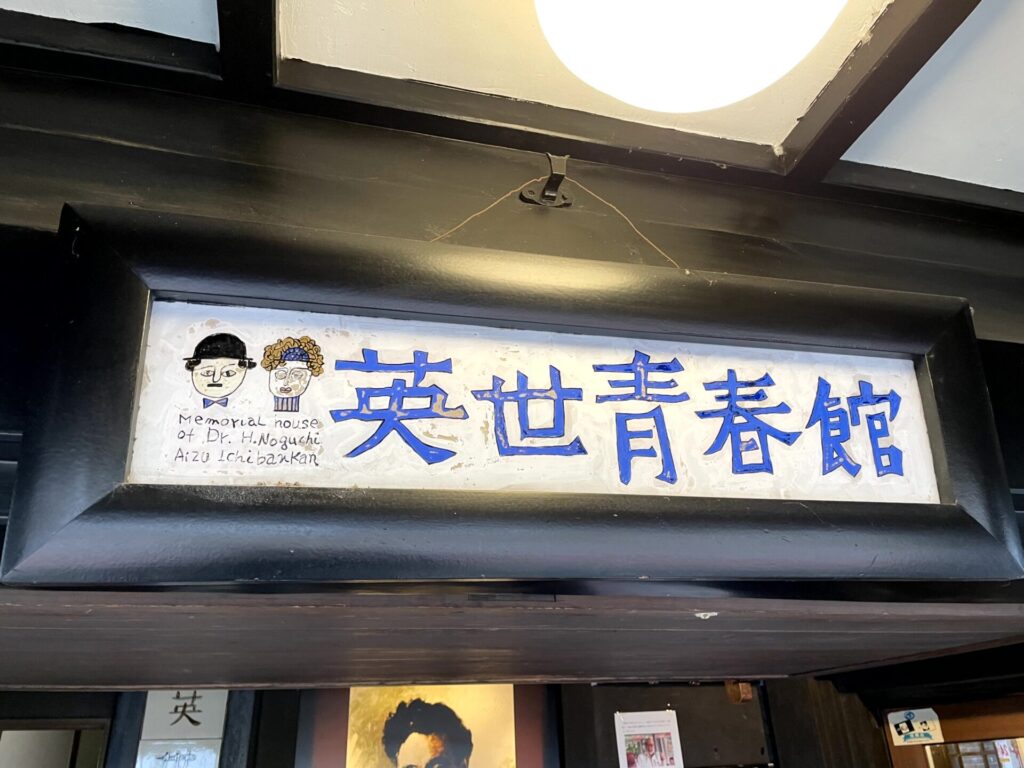 Memorial house
of Dr. H.Noguchi
Aizu Ichibankan
英世青春館
英